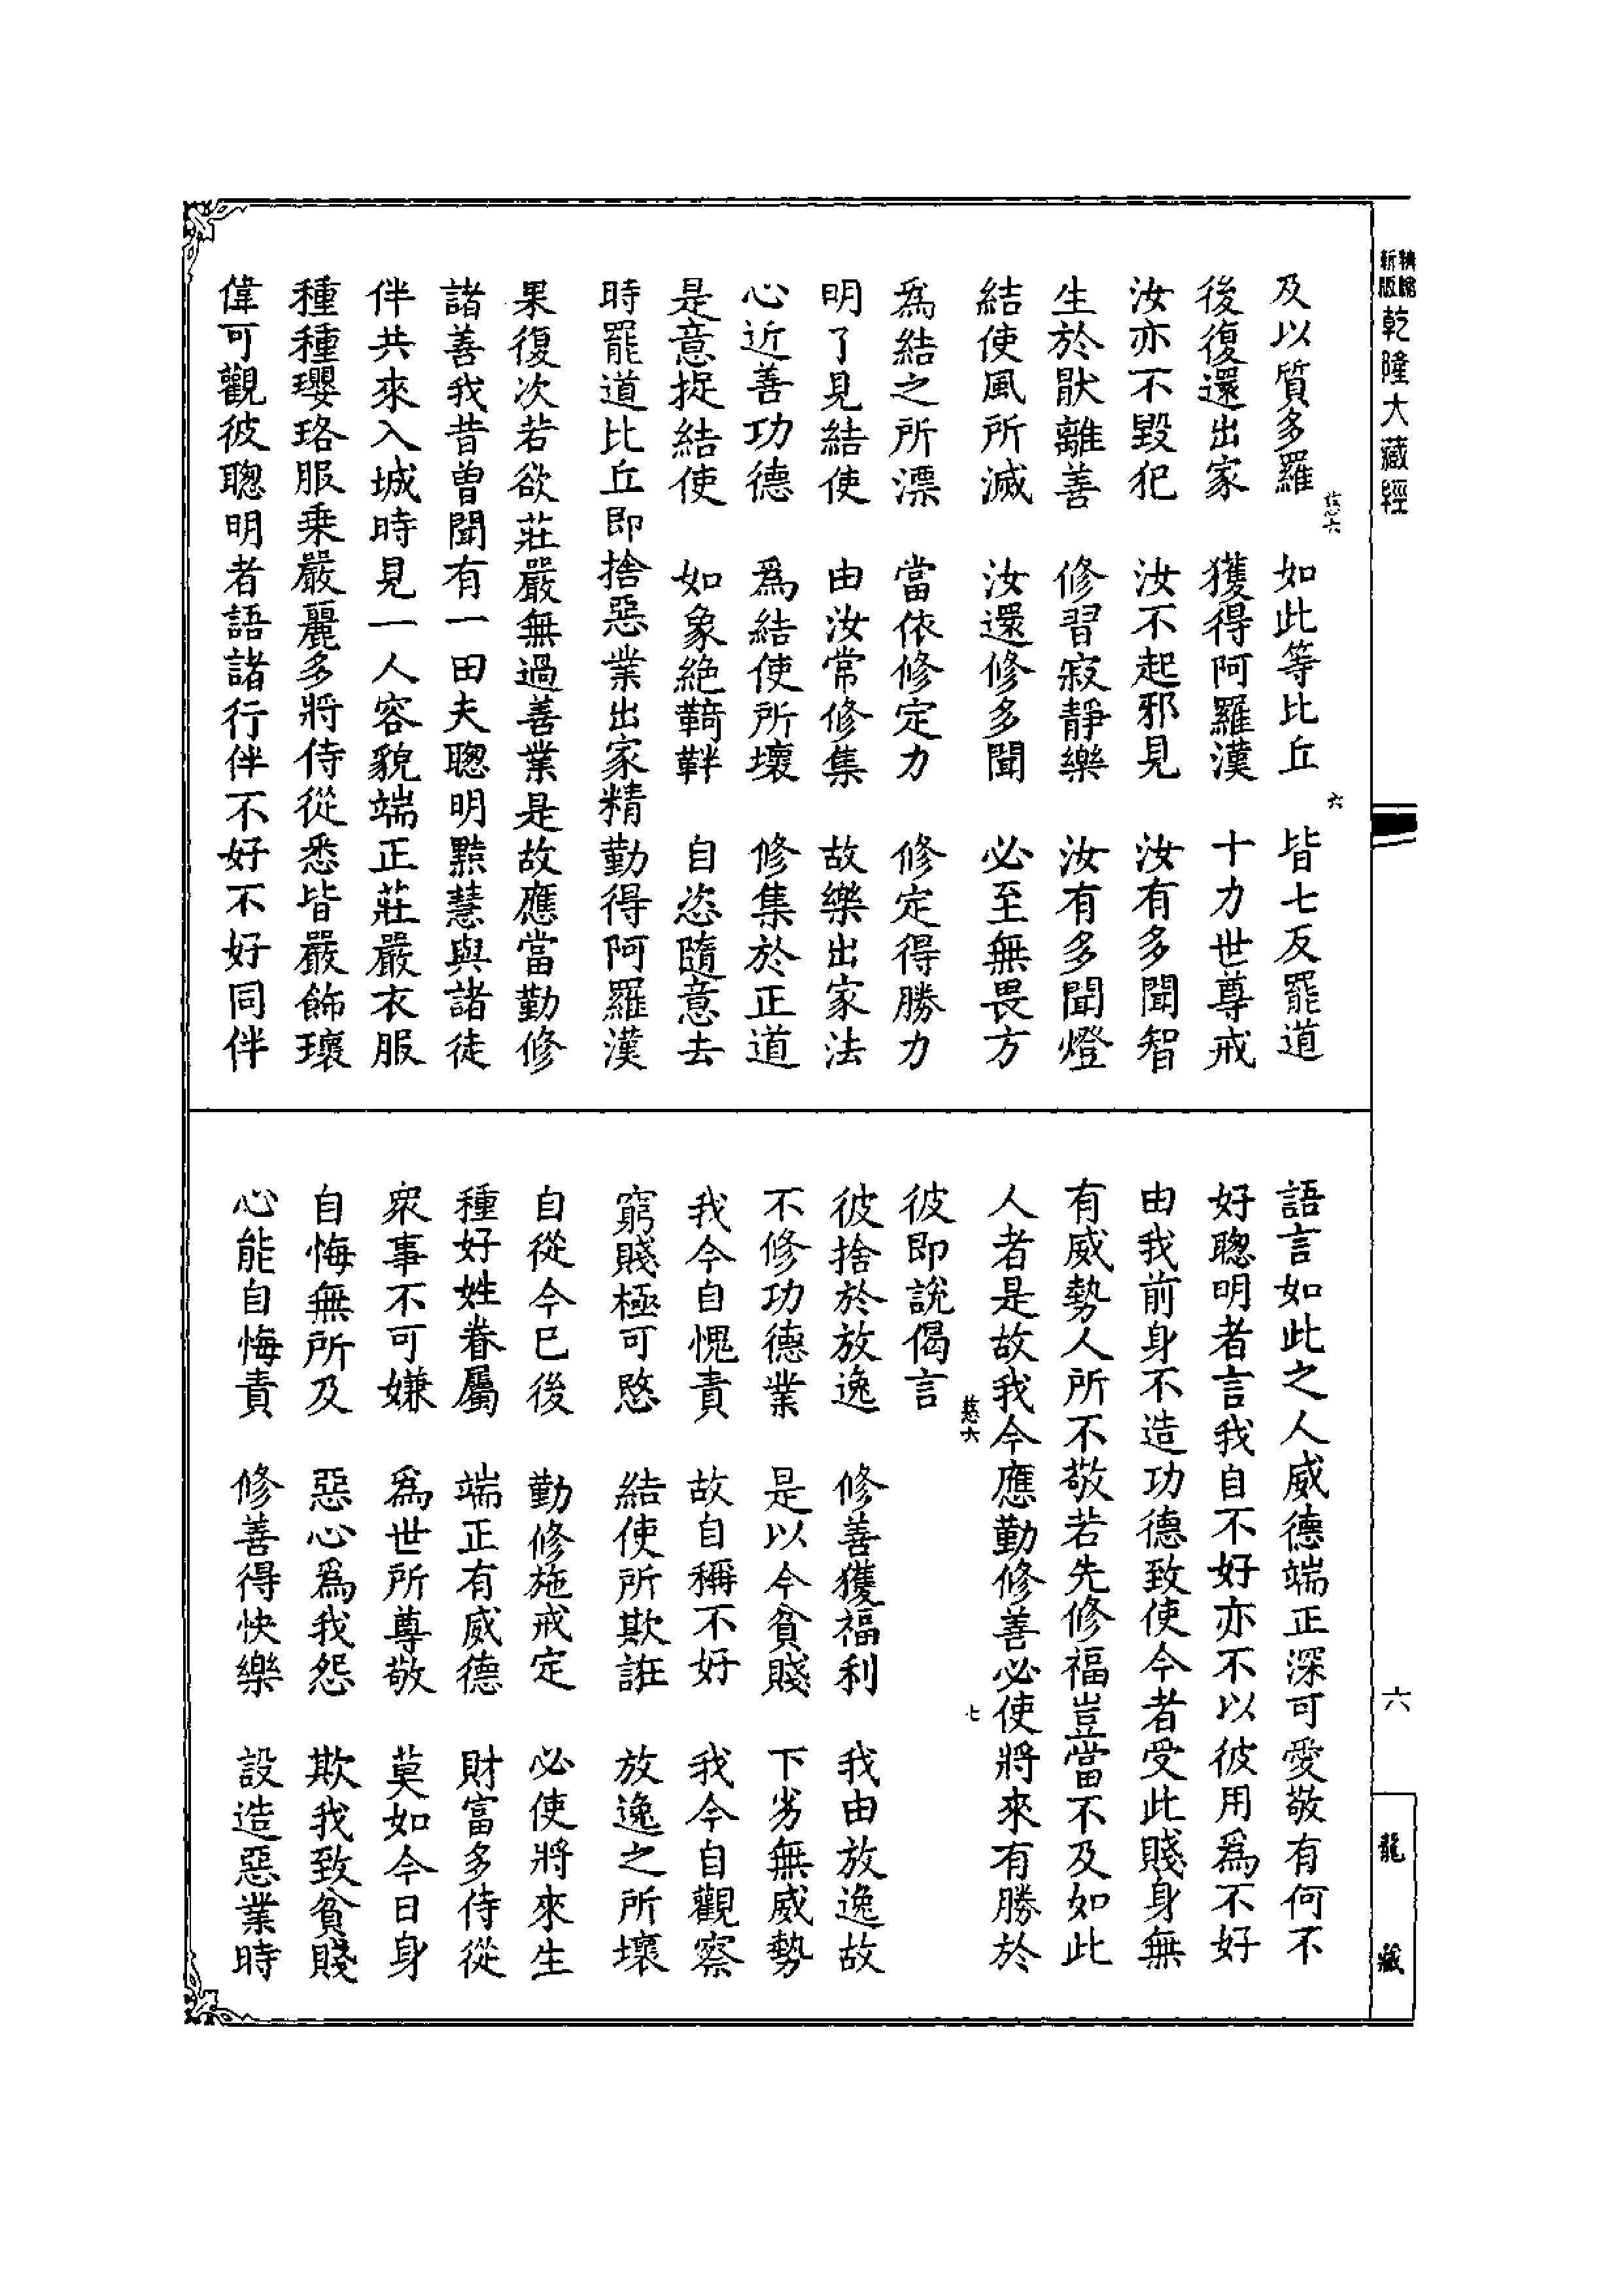 新編縮版乾隆大藏經
及以質多羅　如此等比丘　皆七反罷道
後復還出家　獲得阿羅漢　十力世尊戒
汝亦不毀犯　汝不起邪見　汝有多聞智
生於猒離善　修習寂靜樂　汝有多聞燈
結使風所滅　汝還修多聞　必至無畏方
爲結之所漂　當依修定力　修定得勝力
明了見結使　由汝常修集　故樂出家法
心近善功德　爲結使所壞　修集於正道
是意捉結使　如象絶鞿靽　自恣隨意去
時罷道比丘即捨惡業出家精勤得阿羅漢
果復次若欲莊嚴無過善業是故應當勤修
諸善我昔曾聞有一田夫聰明黠慧與諸徒
伴共來入城時見一人容貌端正莊嚴衣服
種種瓔珞服乗嚴麗多將侍從悉皆嚴飾瓌
偉可觀彼聰明者語諸行伴不好不好同伴
六
語言如此之人威德端正深可愛敬有何不
好聰明者言我自不好亦不以彼用爲不好
由我前身不造功德致使今者受此賤身無
有威勢人所不敬若先修福豈當不及如此
人者是故我今應勤修善必使將來有勝於
彼即說偈言
彼捨於放逸　修善獲福利　我由放逸故
不修功德業　是以今貧賤　下劣無威勢
我今自愧責　故自稱不好　我今自觀察
窮賤極可愍　結使所欺誑　放逸之所壞
自從今已後　勤修施戒定　必使將來生
種好姓眷屬　端正有威德　財富多侍從
衆事不可嫌　爲世所尊敬　莫如今日身
自悔無所及　惡心爲我怨　欺我致貧賤
心能自悔責　修善得快樂　設造惡業時
七
六
龍藏